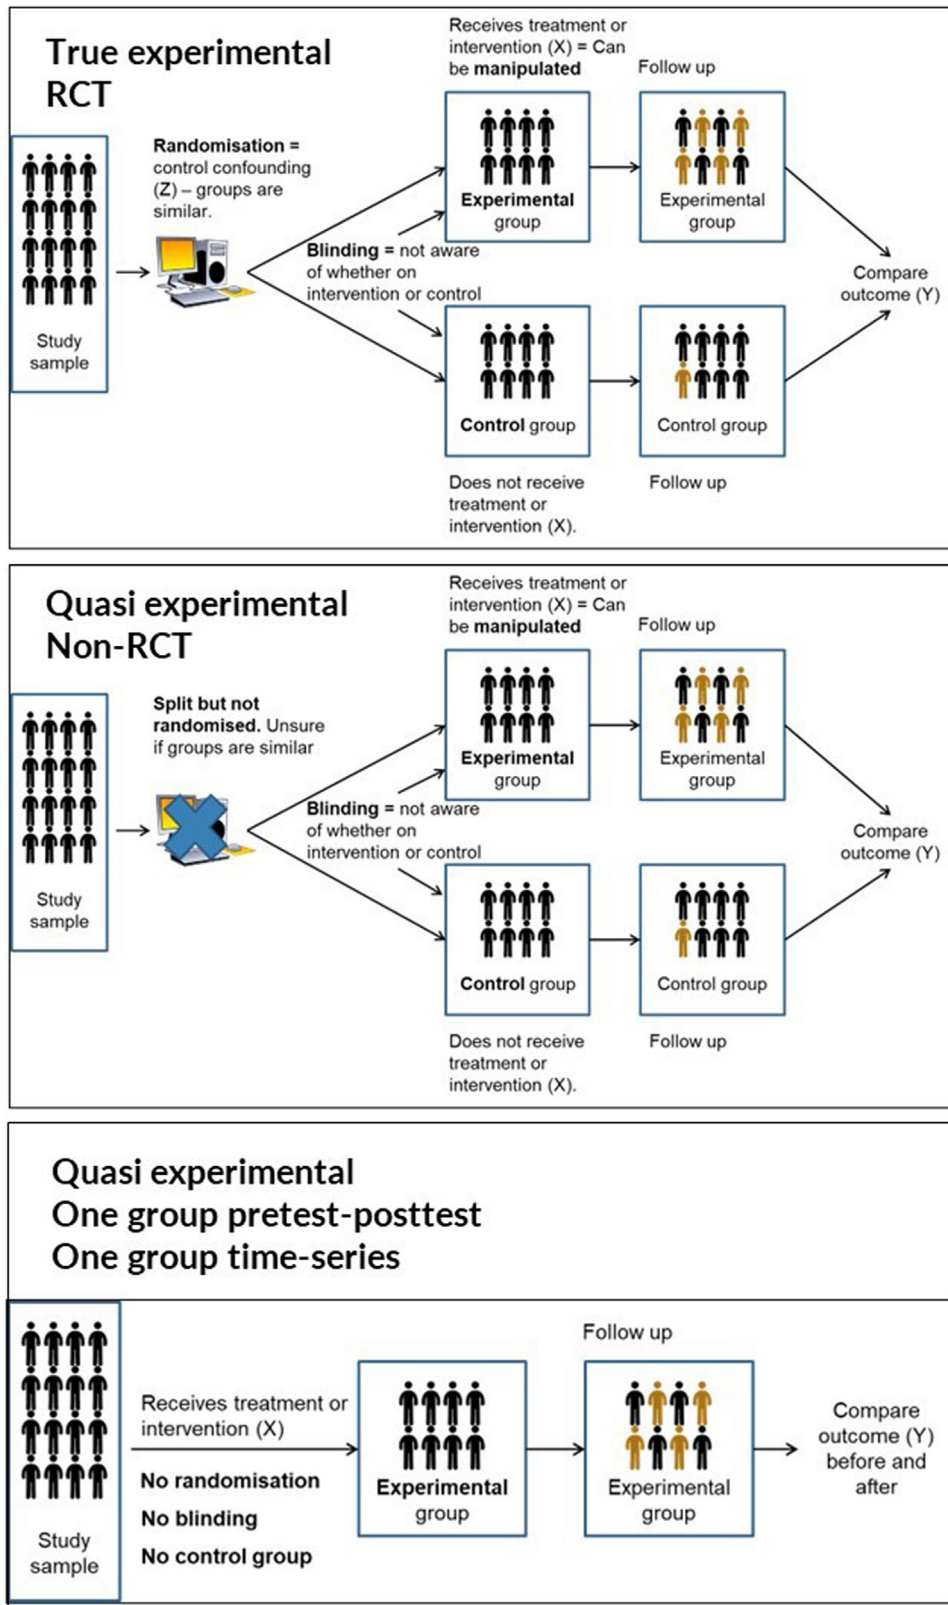 True experimental
RCT
Receives treatment or
intervention (X) = Can
be manipulated
Follow up
Randomisation =
control confounding
(Z) – groups are
similar.
Study
sample
Blinding = not aware
of whether on
intervention or control
Experimental
group
Experimental
group
Compare
outcome (Y)
Control group
Control group
Does not receive
treatment or
intervention (X).
Follow up
Quasi experimental
Non-RCT
Receives treatment or
intervention (X) = Can
be manipulated
Follow up
Split but not
randomised. Unsure
if groups are similar
Study
sample
Blinding = not aware
of whether on
intervention or control
Experimental
group
Experimental
group
Compare
outcome (Y)
Control group
Control group
Does not receive
treatment or
intervention (X).
Follow up
Quasi experimental
One group pretest-posttest
One group time-series
Study
sample
Receives treatment or
intervention (X)
No randomisation
No blinding
No control group
Experimental
group
Follow up
Experimental
group
Compare
outcome (Y)
before and
after